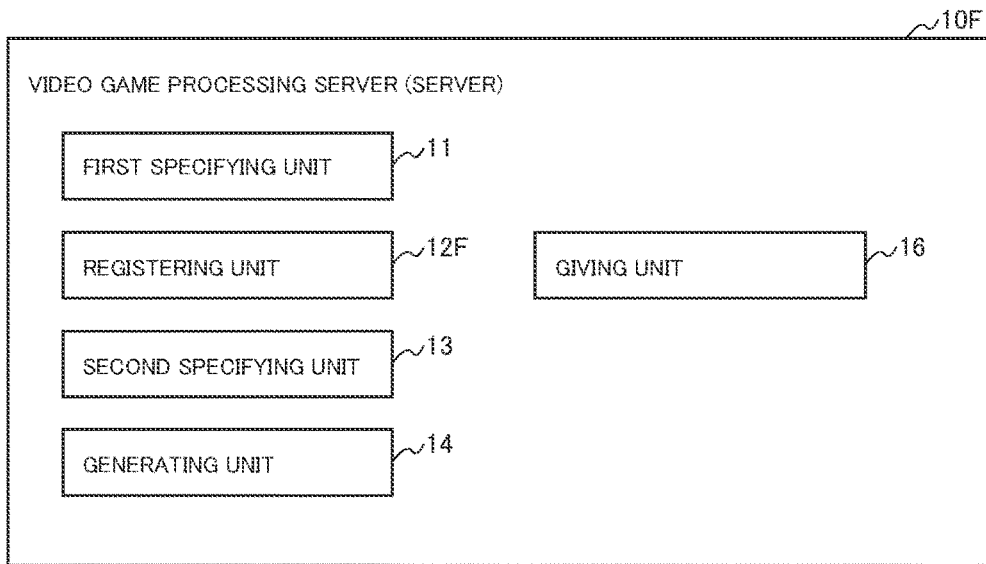 10F
VIDEO GAME PROCESSING SERVER (SERVER)
FIRST SPECIFYING UNIT
11
REGISTERING UNIT
12F
GIVING UNIT
16
SECOND SPECIFYING UNIT
13
GENERATING UNIT
14